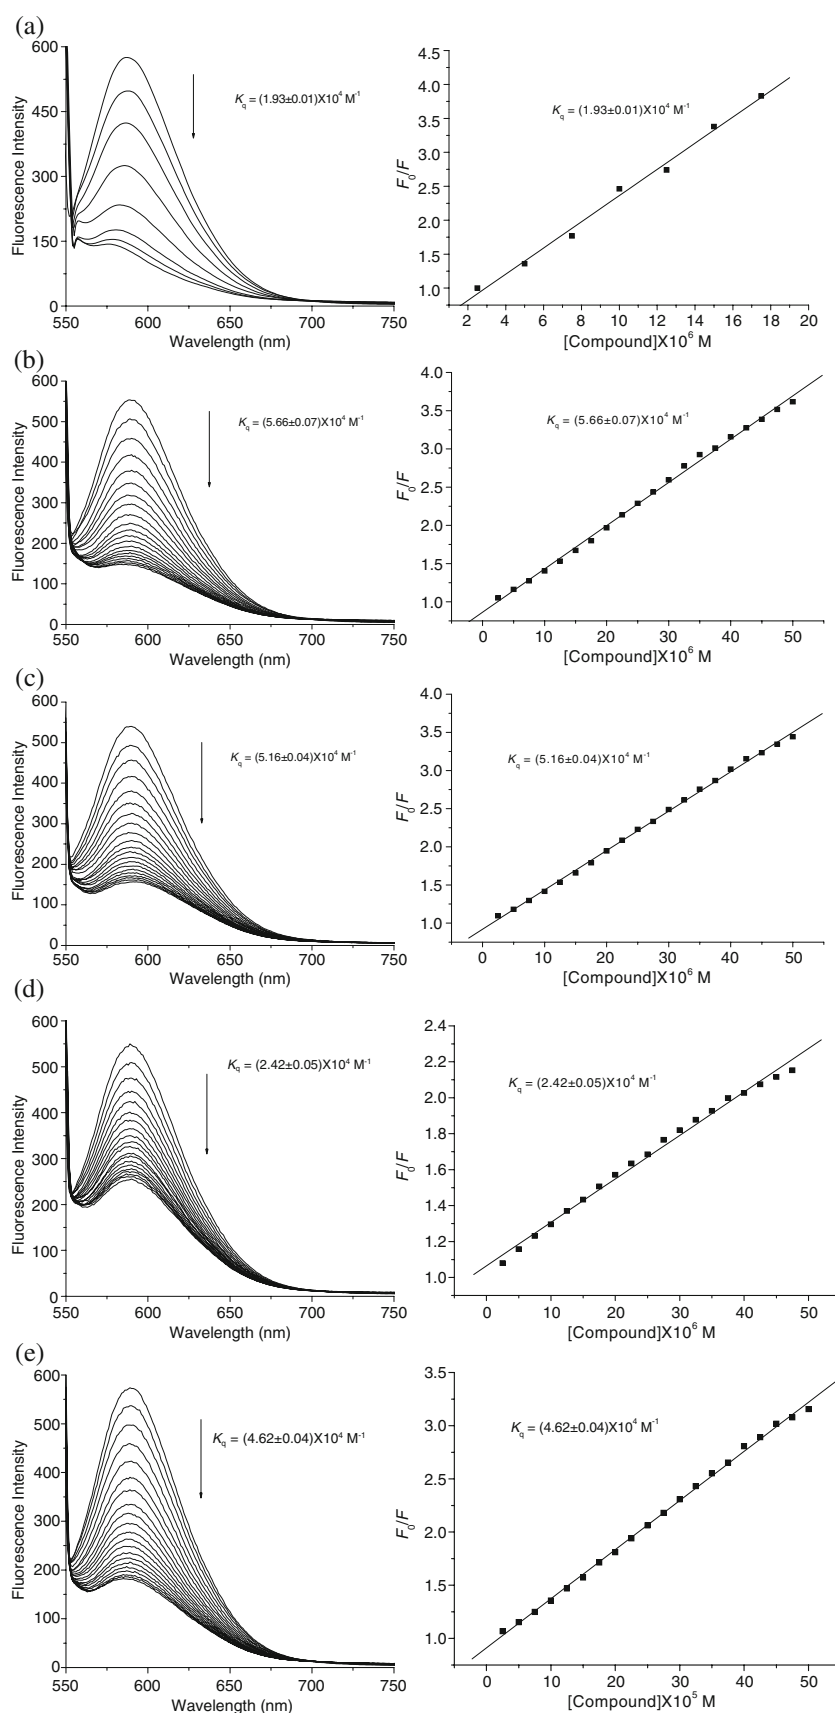 (a)
600
450
300
150
0
Fluorescence Intensity
K_q = (1.93±0.01)X10^4 M^-1
550 600 650 700 750
Wavelength (nm)
4.5
4.0
3.5
3.0
2.5
2.0
1.5
1.0
F_0/F
K_q = (1.93±0.01)X10^4 M^-1
2 4 6 8 10 12 14 16 18 20
[Compound]X10^6 M
(b)
600
500
400
300
200
100
0
Fluorescence Intensity
K_q = (5.66±0.07)X10^4 M^-1
550 600 650 700 750
Wavelength (nm)
4.0
3.5
3.0
2.5
2.0
1.5
1.0
F_0/F
K_q = (5.66±0.07)X10^4 M^-1
0 10 20 30 40 50
[Compound]X10^6 M
(c)
600
500
400
300
200
100
0
Fluorescence Intensity
K_q = (5.16±0.04)X10^4 M^-1
550 600 650 700 750
Wavelength (nm)
4.0
3.5
3.0
2.5
2.0
1.5
1.0
F_0/F
K_q = (5.16±0.04)X10^4 M^-1
0 10 20 30 40 50
[Compound]X10^6 M
(d)
600
500
400
300
200
100
0
Fluorescence Intensity
K_q = (2.42±0.05)X10^4 M^-1
550 600 650 700 750
Wavelength (nm)
2.4
2.2
2.0
1.8
1.6
1.4
1.2
1.0
F_0/F
K_q = (2.42±0.05)X10^4 M^-1
0 10 20 30 40 50
[Compound]X10^6 M
(e)
600
500
400
300
200
100
0
Fluorescence Intensity
K_q = (4.62±0.04)X10^4 M^-1
550 600 650 700 750
Wavelength (nm)
3.5
3.0
2.5
2.0
1.5
1.0
F_0/F
K_q = (4.62±0.04)X10^4 M^-1
0 10 20 30 40 50
[Compound]X10^5 M